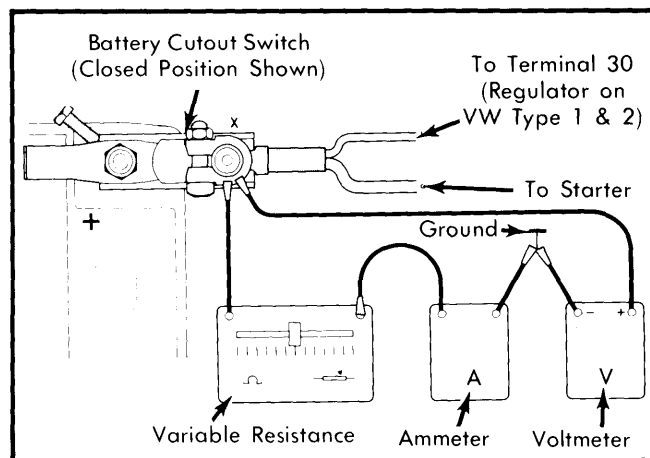 Battery Cutout Switch
(Closed Position Shown)
To Terminal 30
(Regulator on
VW Type 1 & 2)
X
To Starter
+
Ground
- +
Ω
A
V
Variable Resistance
Ammeter
Voltmeter